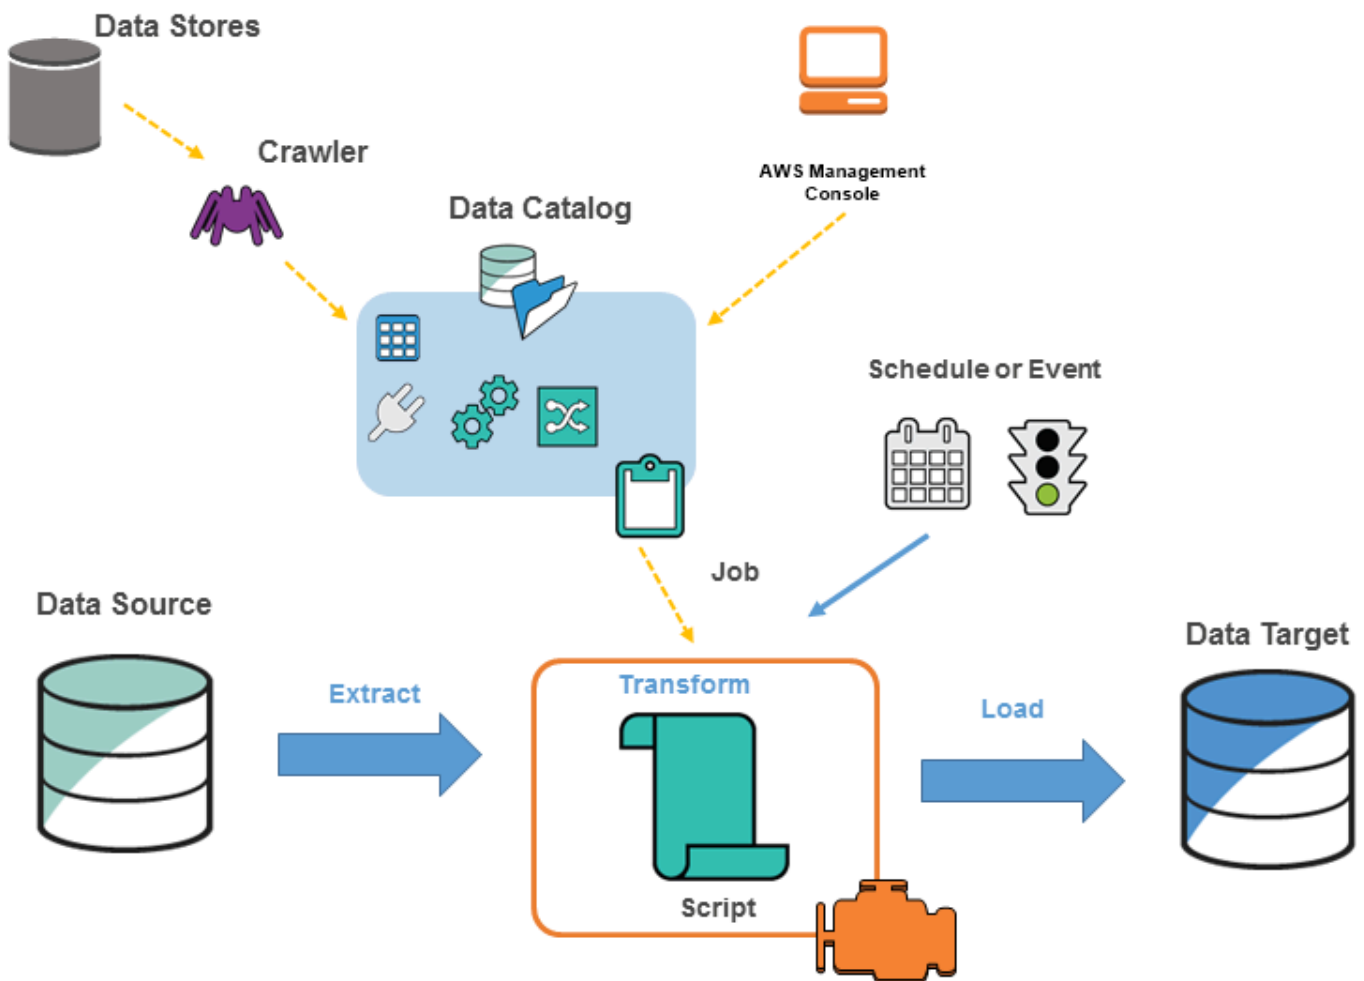 Data Stores
Crawler
AWS Management
Console
Data Catalog
Schedule or Event
Job
Data Source
Data Target
Extract
Transform
Load
Script